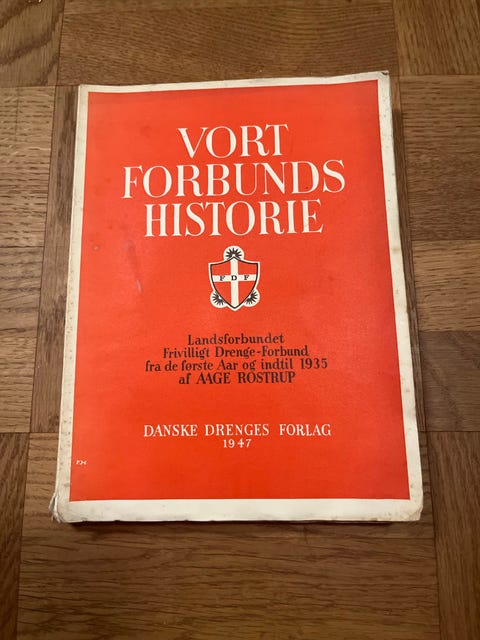 VORT
FORBUNDS
HISTORIE
FDF
Landsforbundet
Frivilligt Drenge-Forbund
fra de første Aar og indtil 1935
af AAGE ROSTRUP
DANSKE DRENGES FORLAG
1947